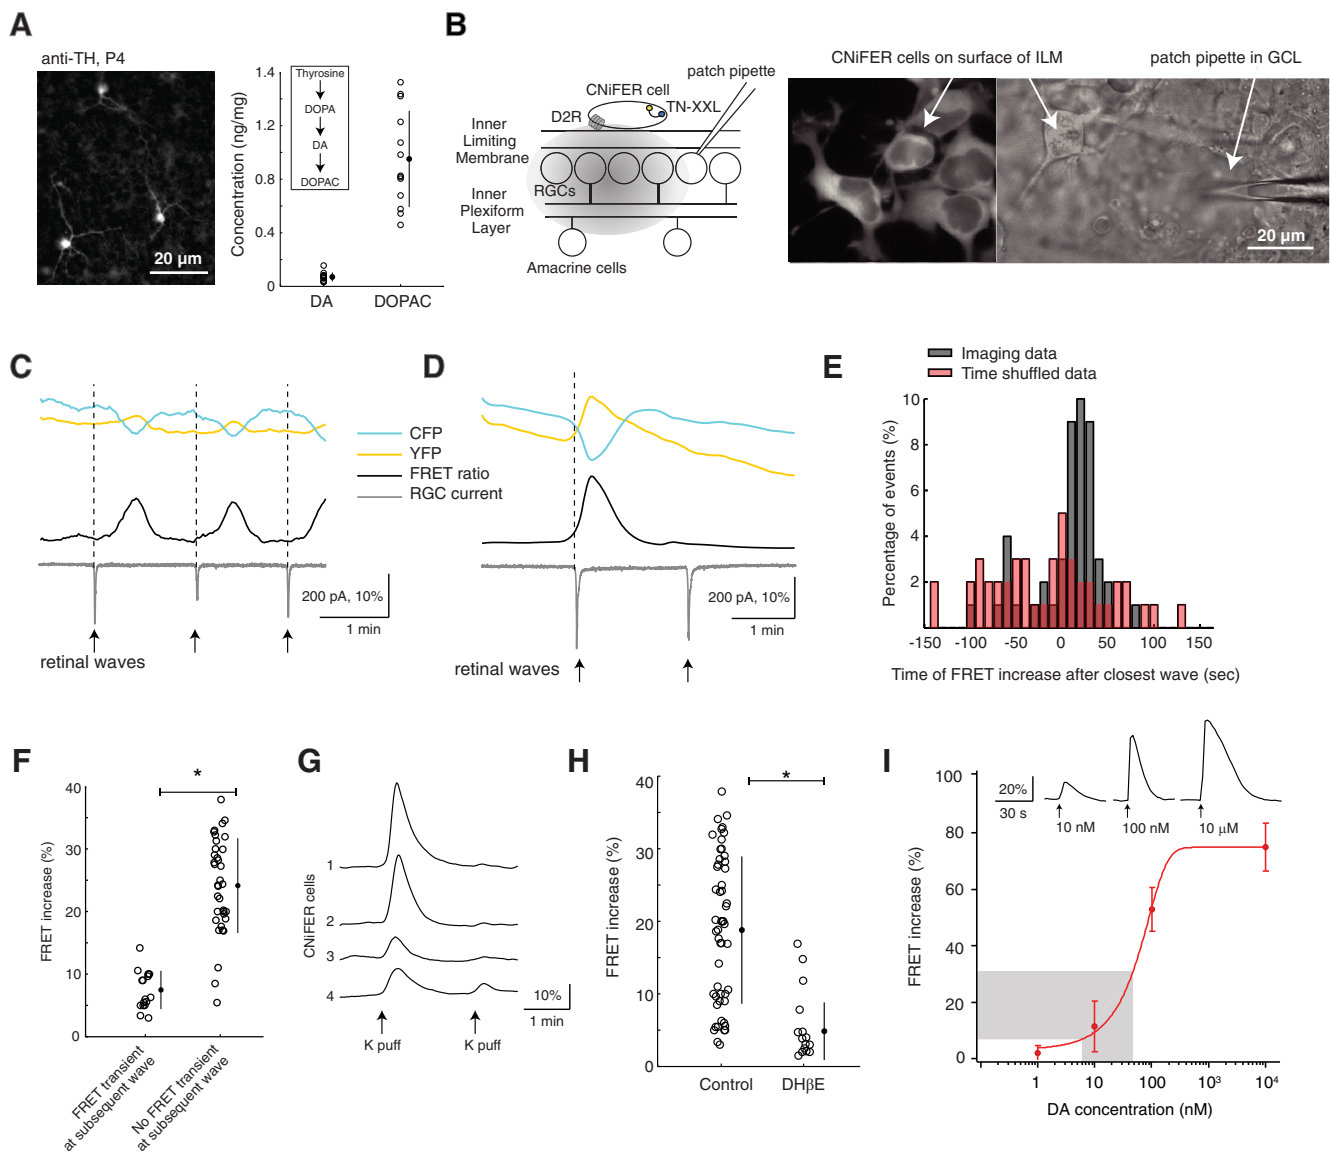 A
anti-TH, P4
20 µm
Concentration (ng/mg)
1.4
1.2
0.8
0.4
0
Thyrosine
DOPA
DA
DOPAC
DA
DOPAC
B
patch pipette
CNiFER cell
TN-XXL
D2R
Inner
Limiting
Membrane
RGCs
Inner
Plexiform
Layer
Amacrine cells
CNiFER cells on surface of ILM
patch pipette in GCL
20 µm
C
CFP
YFP
FRET ratio
RGC current
200 pA, 10%
1 min
retinal waves
D
200 pA, 10%
1 min
retinal waves
E
Imaging data
Time shuffled data
Percentage of events (%)
10
8
6
4
2
-150
-100
-50
0
50
100
150
Time of FRET increase after closest wave (sec)
F
FRET increase (%)
40
30
20
10
0
*
FRET transient
at subsequent wave
No FRET transient
at subsequent wave
G
CNiFER cells
1
2
3
4
K puff
K puff
10%
1 min
H
FRET increase (%)
40
30
20
10
0
*
Control
DHβE
I
FRET increase (%)
100
80
60
40
20
0
20%
30 s
10 nM
100 nM
10 µM
1
10
100
10³
10⁴
DA concentration (nM)